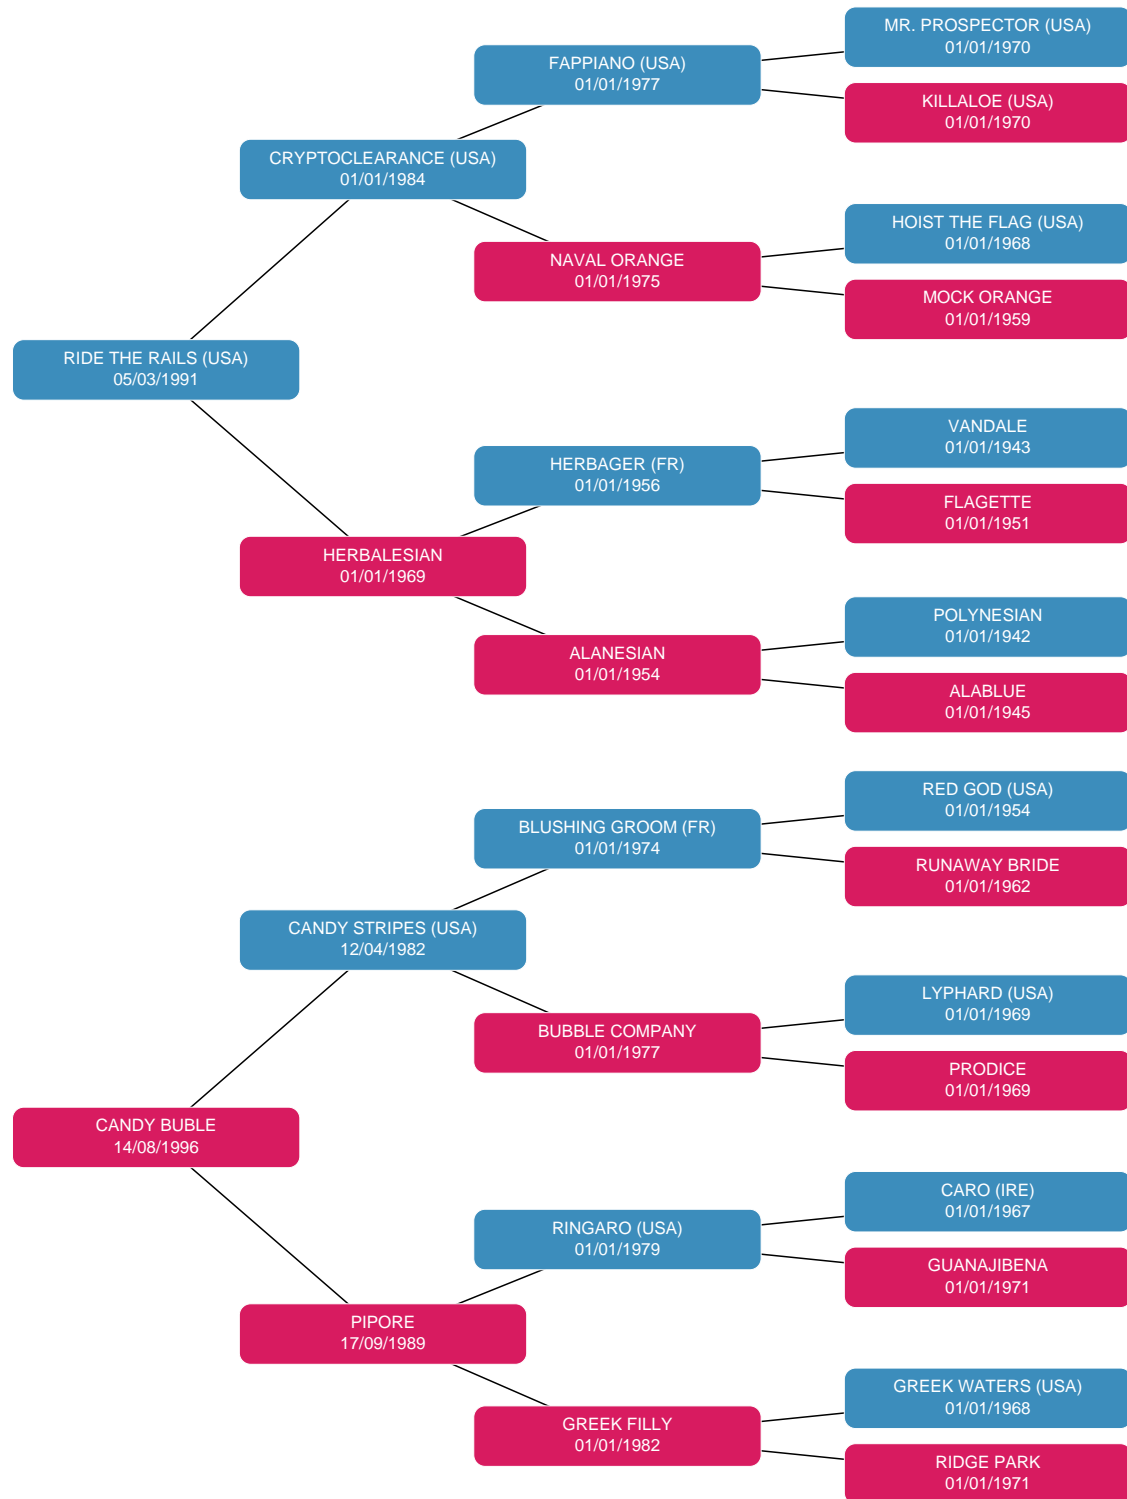 MR. PROSPECTOR (USA)
01/01/1970
FAPPIANO (USA)
01/01/1977
KILLALOE (USA)
01/01/1970
CRYPTOCLEARANCE (USA)
01/01/1984
HOIST THE FLAG (USA)
01/01/1968
NAVAL ORANGE
01/01/1975
MOCK ORANGE
01/01/1959
RIDE THE RAILS (USA)
05/03/1991
VANDALE
01/01/1943
HERBAGER (FR)
01/01/1956
FLAGETTE
01/01/1951
HERBALESIAN
01/01/1969
POLYNESIAN
01/01/1942
ALANESIAN
01/01/1954
ALABLUE
01/01/1945
RED GOD (USA)
01/01/1954
BLUSHING GROOM (FR)
01/01/1974
RUNAWAY BRIDE
01/01/1962
CANDY STRIPES (USA)
12/04/1982
LYPHARD (USA)
01/01/1969
BUBBLE COMPANY
01/01/1977
PRODICE
01/01/1969
CANDY BUBLE
14/08/1996
CARO (IRE)
01/01/1967
RINGARO (USA)
01/01/1979
GUANAJIBENA
01/01/1971
PIPORE
17/09/1989
GREEK WATERS (USA)
01/01/1968
GREEK FILLY
01/01/1982
RIDGE PARK
01/01/1971